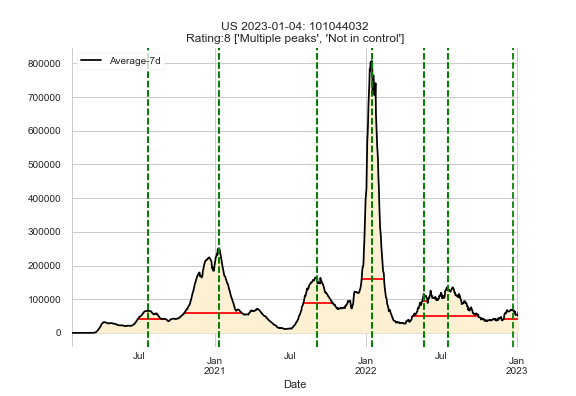 US 2023-01-04: 101044032
Rating:8 ['Multiple peaks', 'Not in control']
Average-7d
800000
700000
600000
500000
400000
300000
200000
100000
0
Jul
Jan
2021
Jul
Jan
2022
Jul
Jan
2023
Date